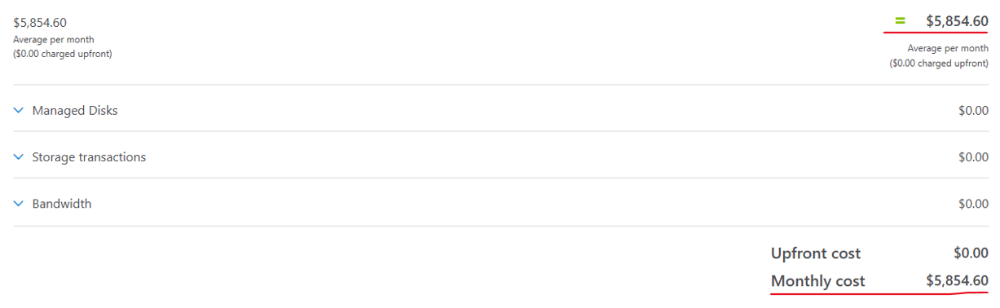 $5,854.60
Average per month
($0.00 charged upfront)
= $5,854.60
Average per month
($0.00 charged upfront)
Managed Disks $0.00
Storage transactions $0.00
Bandwidth $0.00
Upfront cost $0.00
Monthly cost $5,854.60